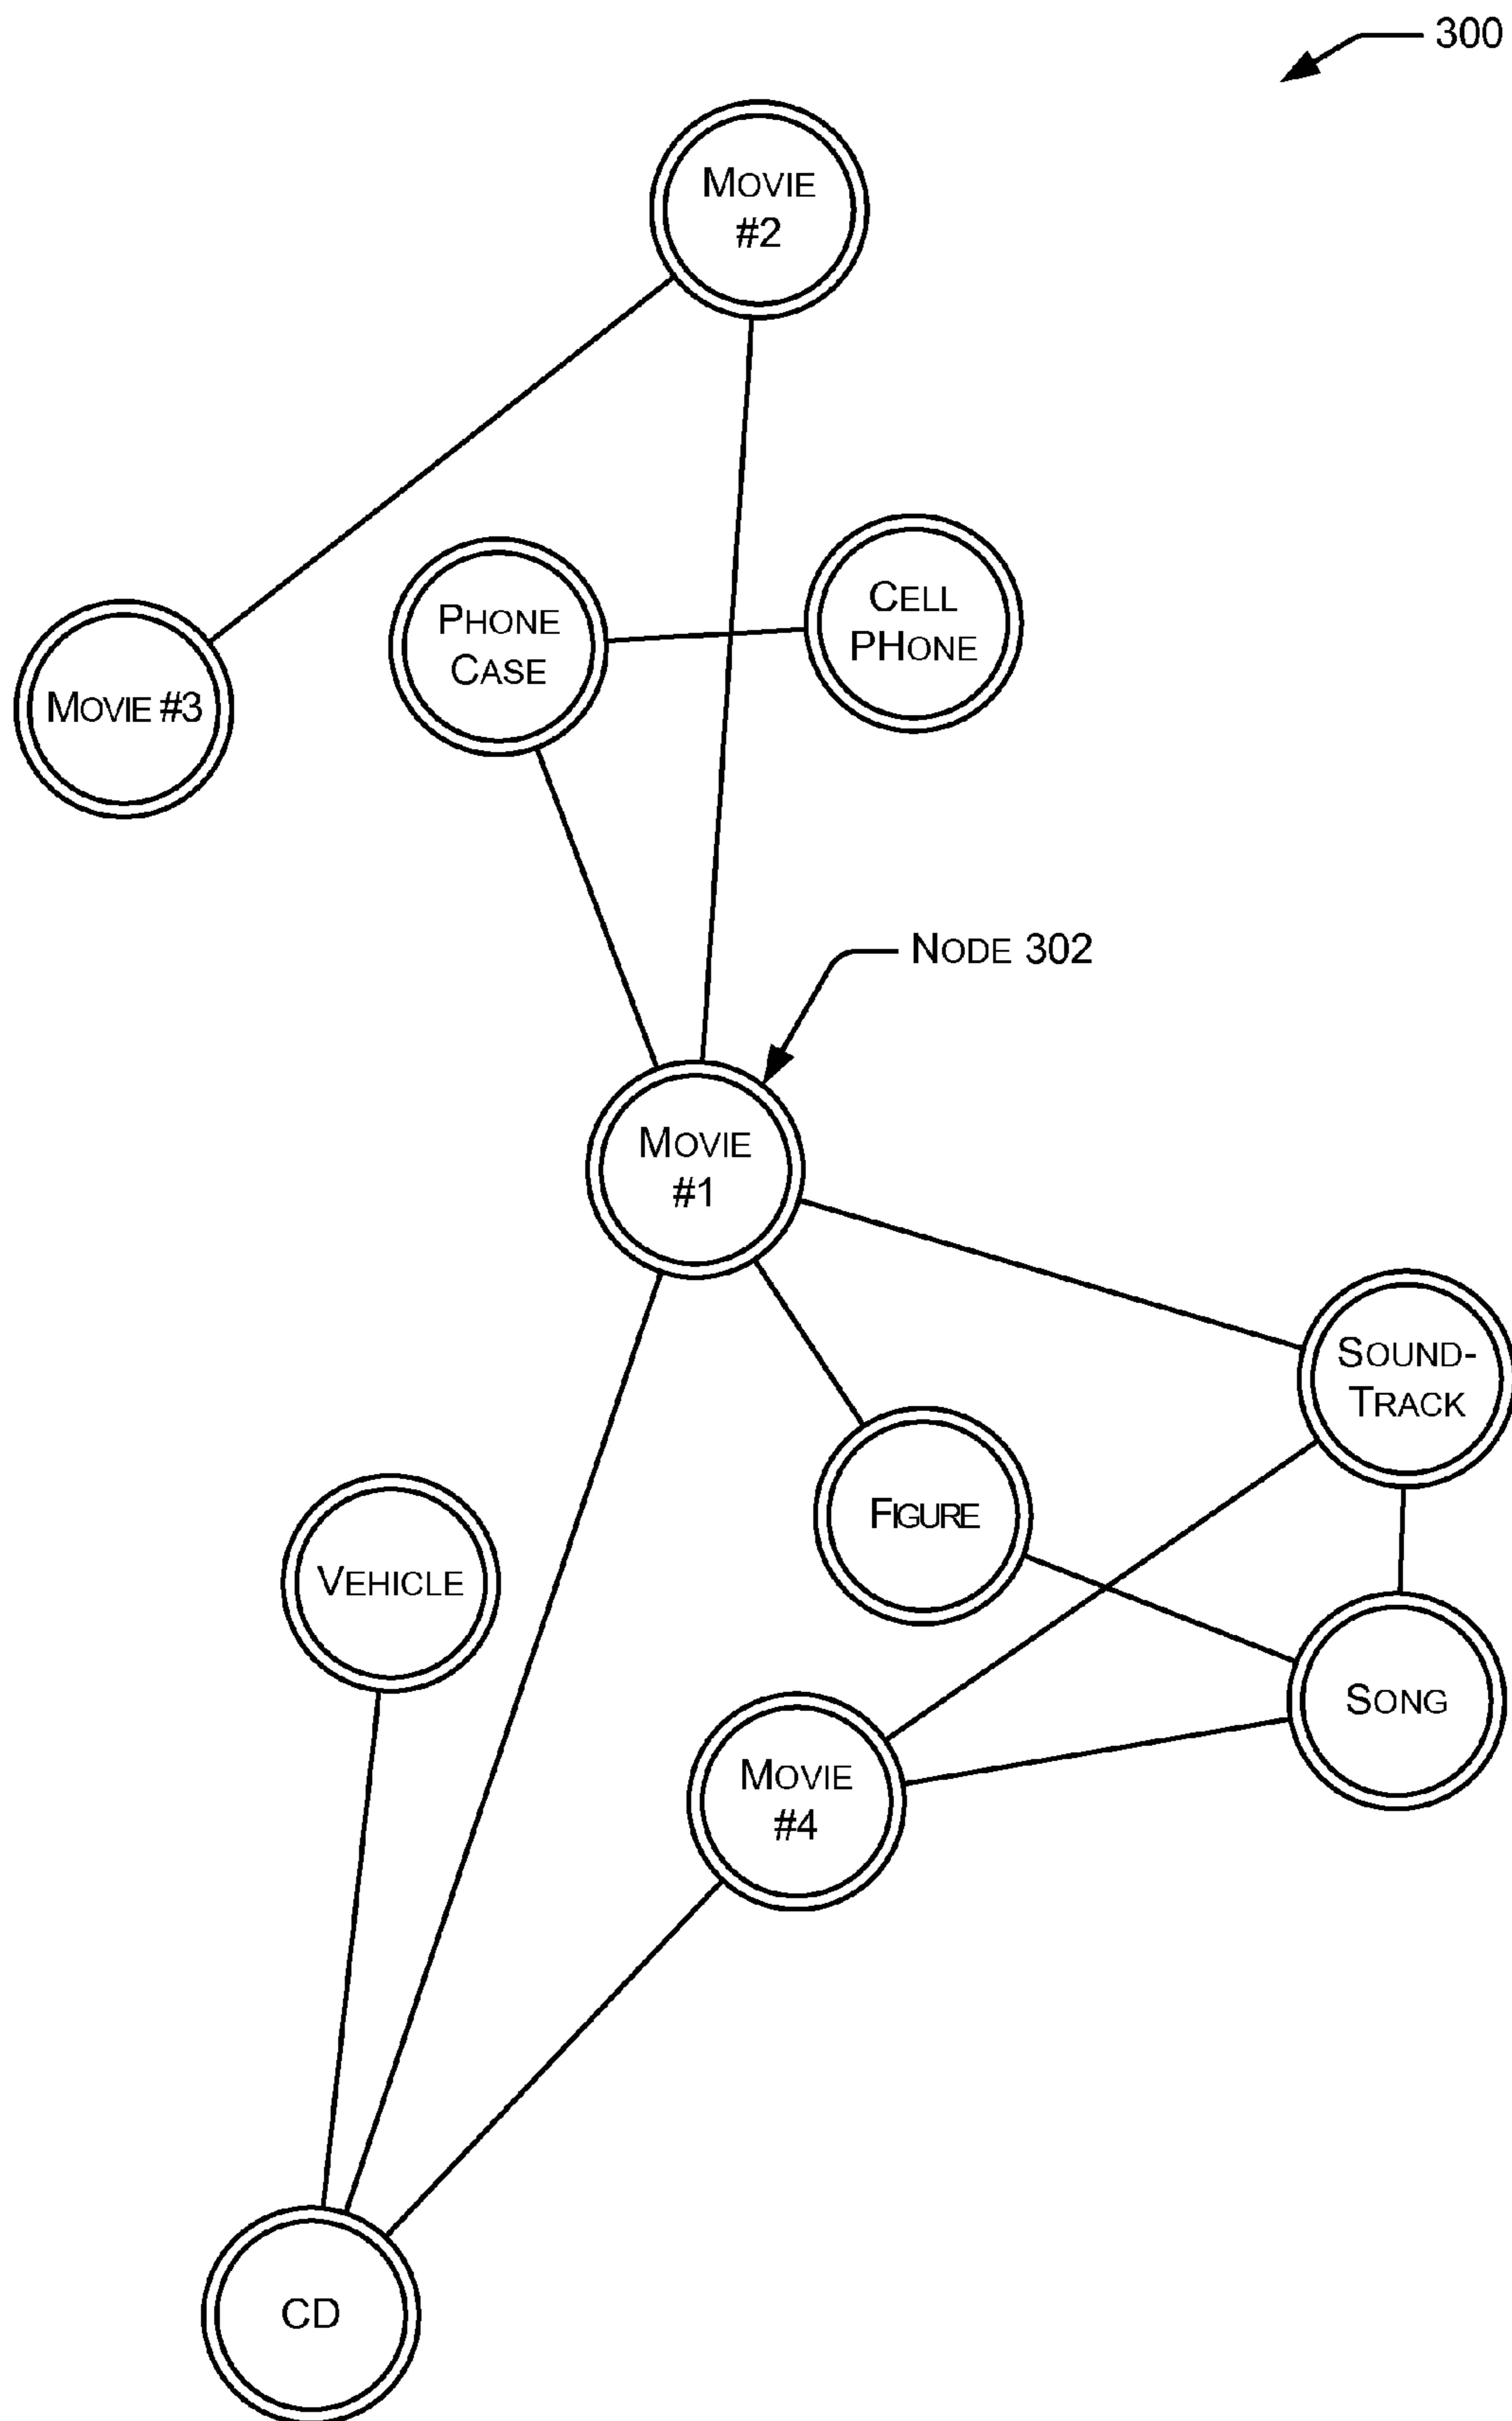 300
MOVIE
#2
CELL
PHONE
PHONE
CASE
MOVIE #3
NODE 302
MOVIE
#1
SOUND-
TRACK
FIGURE
VEHICLE
SONG
MOVIE
#4
CD